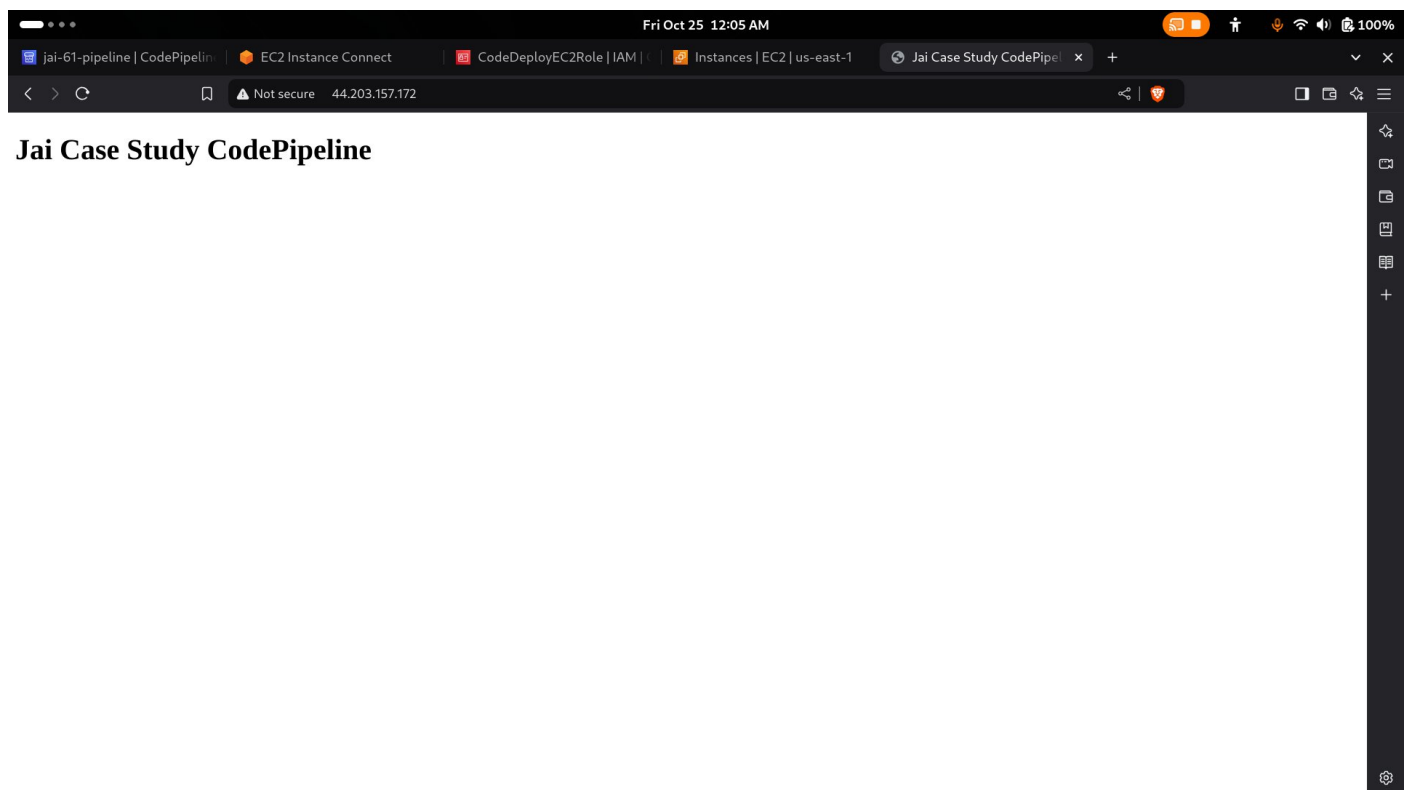 Fri Oct 25 12:05 AM
100%
jai-61-pipeline | CodePipeline
EC2 Instance Connect
CodeDeployEC2Role | IAM |
Instances | EC2 | us-east-1
Jai Case Study CodePipel
Not secure 44.203.157.172
Jai Case Study CodePipeline